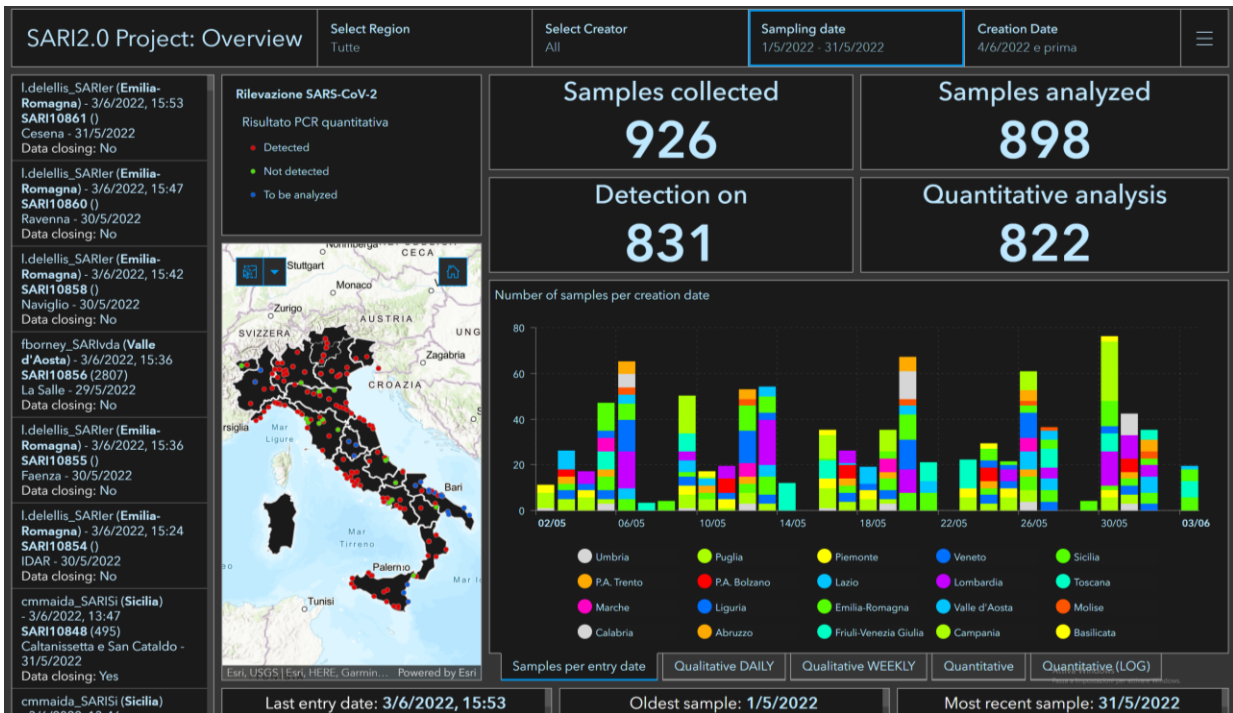 SARI2.0 Project: Overview
Select Region
Tutte
Select Creator
All
Sampling date
1/5/2022 - 31/5/2022
Creation Date
4/6/2022 e prima
l.delellis_SARIer (Emilia-
Romagna) - 3/6/2022, 15:53
SARI10861 ()
Cesena - 31/5/2022
Data closing: No
l.delellis_SARIer (Emilia-
Romagna) - 3/6/2022, 15:47
SARI10860 ()
Ravenna - 30/5/2022
Data closing: No
l.delellis_SARIer (Emilia-
Romagna) - 3/6/2022, 15:42
SARI10858 ()
Naviglio - 30/5/2022
Data closing: No
fborney_SARIvda (Valle
d'Aosta) - 3/6/2022, 15:36
SARI10856 (2807)
La Salle - 29/5/2022
Data closing: No
l.delellis_SARIer (Emilia-
Romagna) - 3/6/2022, 15:36
SARI10855 ()
Faenza - 30/5/2022
Data closing: No
l.delellis_SARIer (Emilia-
Romagna) - 3/6/2022, 15:24
SARI10854 ()
IDAR - 30/5/2022
Data closing: No
cmmaida_SARISi (Sicilia)
- 3/6/2022, 13:47
SARI10848 (495)
Caltanissetta e San Cataldo -
31/5/2022
Data closing: Yes
cmmaida_SARISi (Sicilia)
Rilevazione SARS-CoV-2
Risultato PCR quantitativa
Detected
Not detected
To be analyzed
Norimberga
CECA
Stuttgart
Monaco
Zurigo
AUSTRIA
SVIZZERA
UNG
Zagabria
CROAZIA
rsiglia
Mar
Ligure
Bari
Mar
Tirreno
Palermo
Mar
Tunisi
Esri, USGS | Esri, HERE, Garmin... Powered by Esri
Samples collected
926
Samples analyzed
898
Detection on
831
Quantitative analysis
822
Number of samples per creation date
80
60
40
20
0
02/05 06/05 10/05 14/05 18/05 22/05 26/05 30/05 03/06
Umbria Puglia Piemonte Veneto Sicilia
P.A. Trento P.A. Bolzano Lazio Lombardia Toscana
Marche Liguria Emilia-Romagna Valle d'Aosta Molise
Calabria Abruzzo Friuli-Venezia Giulia Campania Basilicata
Samples per entry date Qualitative DAILY Qualitative WEEKLY Quantitative Quantitative (LOG)
Last entry date: 3/6/2022, 15:53
Oldest sample: 1/5/2022
Most recent sample: 31/5/2022